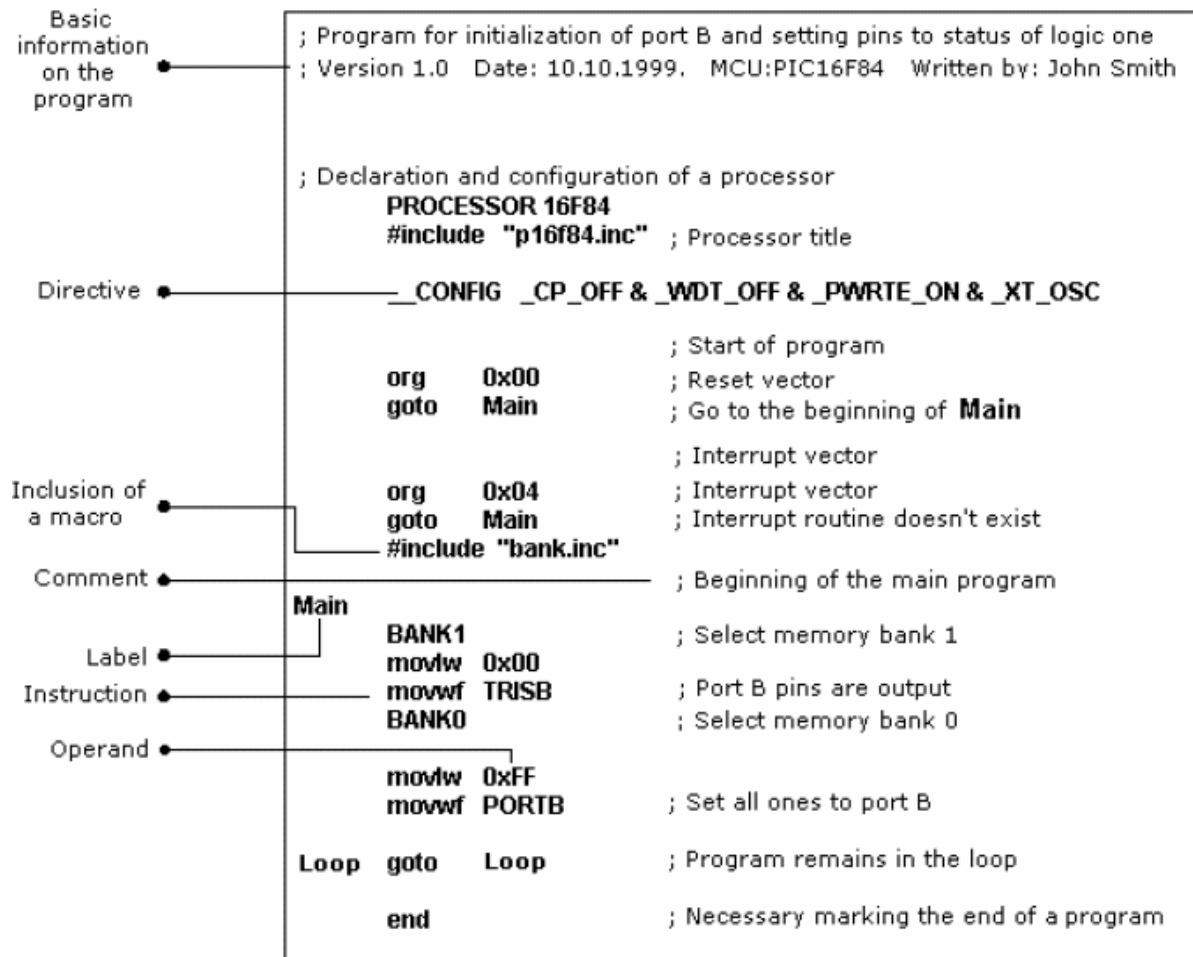 Basic
information
on the
program
; Program for initialization of port B and setting pins to status of logic one
; Version 1.0 Date: 10.10.1999. MCU:PIC16F84 Written by: John Smith
; Declaration and configuration of a processor
PROCESSOR 16F84
#include "p16f84.inc" ; Processor title
Directive
__CONFIG _CP_OFF & _WDT_OFF & _PWRTE_ON & _XT_OSC
; Start of program
org 0x00 ; Reset vector
goto Main ; Go to the beginning of Main
; Interrupt vector
Inclusion of
a macro
org 0x04 ; Interrupt vector
goto Main ; Interrupt routine doesn't exist
#include "bank.inc"
Comment
; Beginning of the main program
Main
Label
BANK1 ; Select memory bank 1
movlw 0x00
Instruction
movwf TRISB ; Port B pins are output
BANK0 ; Select memory bank 0
Operand
movlw 0xFF
movwf PORTB ; Set all ones to port B
Loop goto Loop ; Program remains in the loop
end ; Necessary marking the end of a program